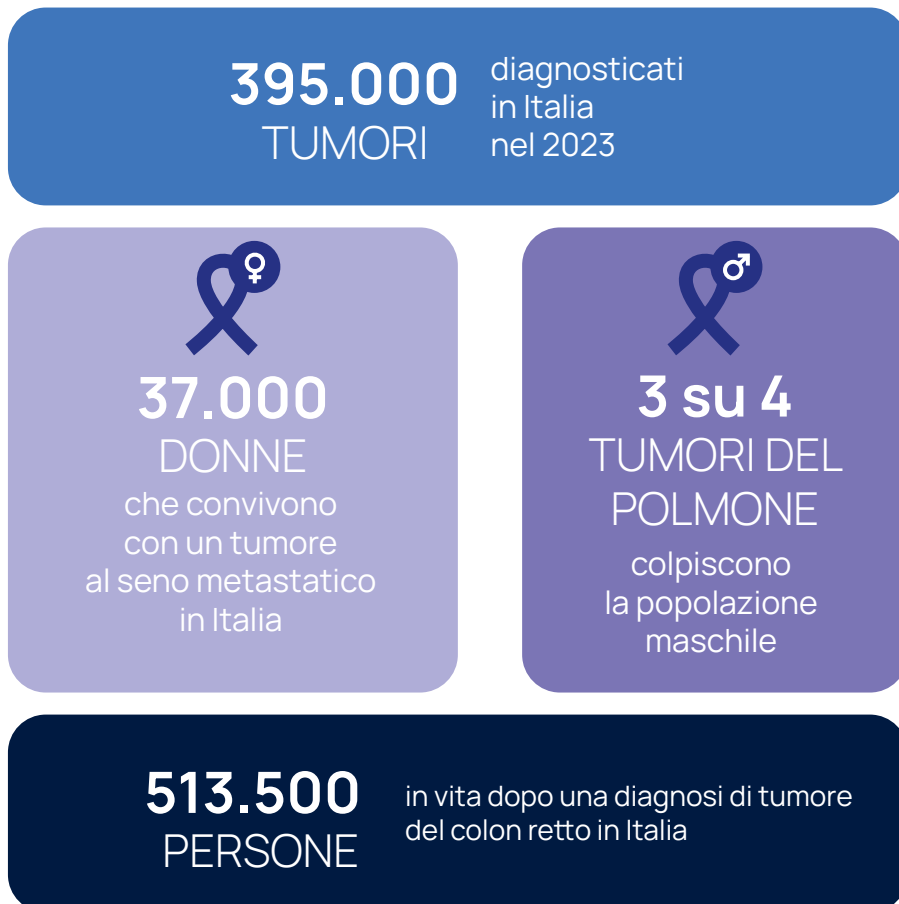 395.000
TUMORI
diagnosticati
in Italia
nel 2023
37.000
DONNE
che convivono
con un tumore
al seno metastatico
in Italia
3 su 4
TUMORI DEL
POLMONE
colpiscono
la popolazione
maschile
513.500
PERSONE
in vita dopo una diagnosi di tumore
del colon retto in Italia